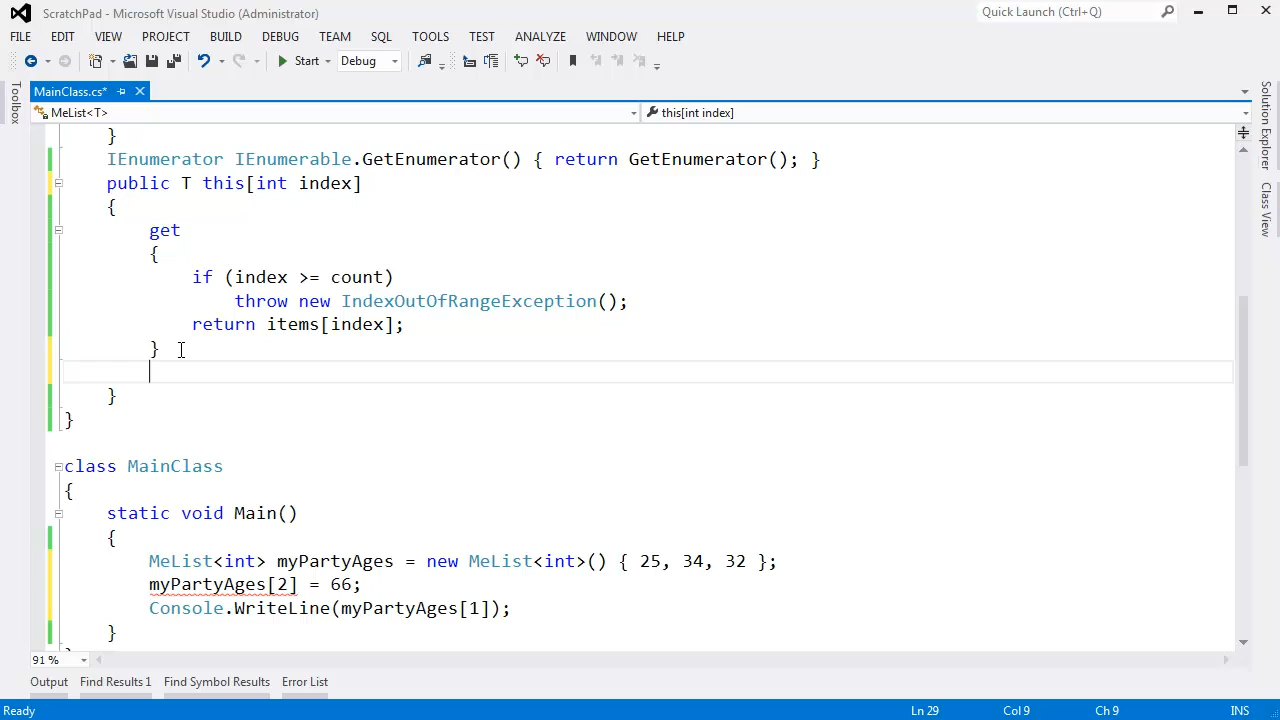 ScratchPad - Microsoft Visual Studio (Administrator)
Quick Launch (Ctrl+Q)
FILE EDIT VIEW PROJECT BUILD DEBUG TEAM SQL TOOLS TEST ANALYZE WINDOW HELP
Start Debug
Toolbox
MainClass.cs*
MeList<T> this[int index]
}
IEnumerator IEnumerable.GetEnumerator() { return GetEnumerator(); }
public T this[int index]
{
get
{
if (index >= count)
throw new IndexOutOfRangeException();
return items[index];
}
}
}
class MainClass
{
static void Main()
{
MeList<int> myPartyAges = new MeList<int>() { 25, 34, 32 };
myPartyAges[2] = 66;
Console.WriteLine(myPartyAges[1]);
}
Solution Explorer
Class View
91 %
Output Find Results 1 Find Symbol Results Error List
Ready Ln 29 Col 9 Ch 9 INS